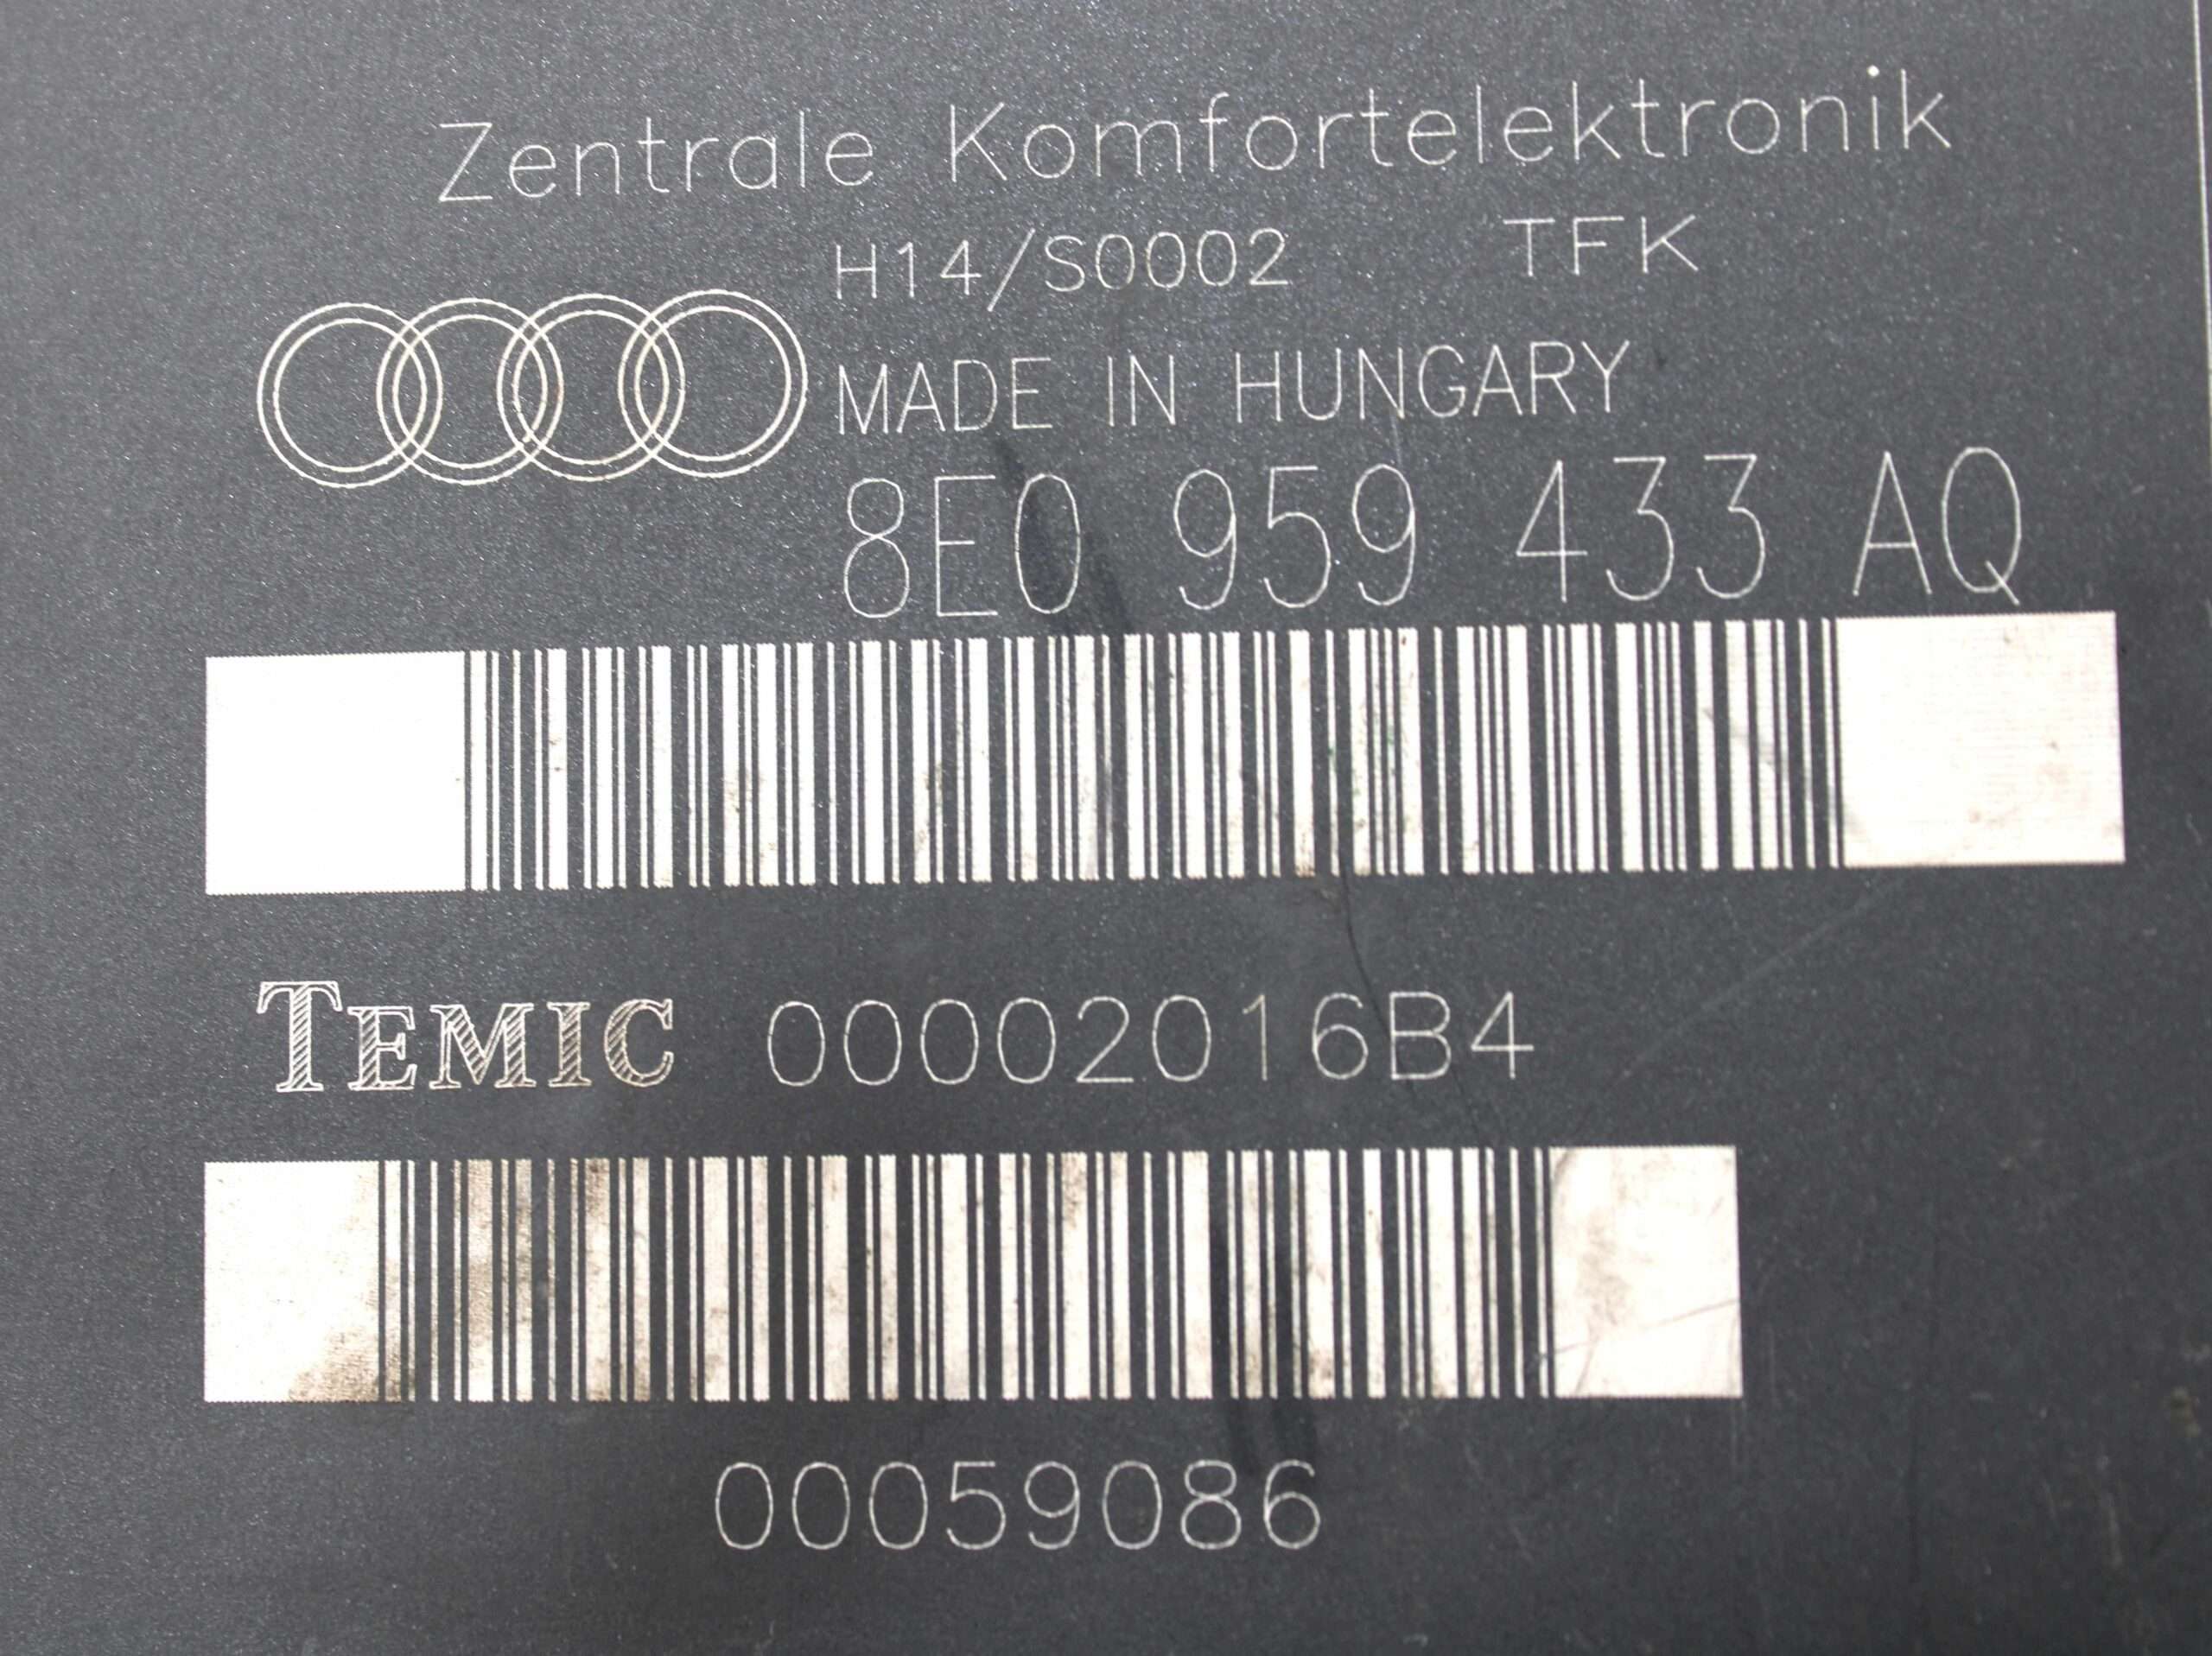 Zentrale Komfortelektronik
H14/S0002 TFK
MADE IN HUNGARY
8E0 959 433 AQ
TEMIC 00002016B4
00059086